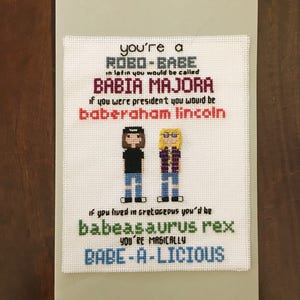 you're a
ROBO-BABE
in latin you would be called
BABIA MAJORA
if you were president you would be
baberaham lincoln
if you lived in cretaceous you'd be
babeasaurus rex
YOU'RE MAGICALLY
BABE-A-LICIOUS